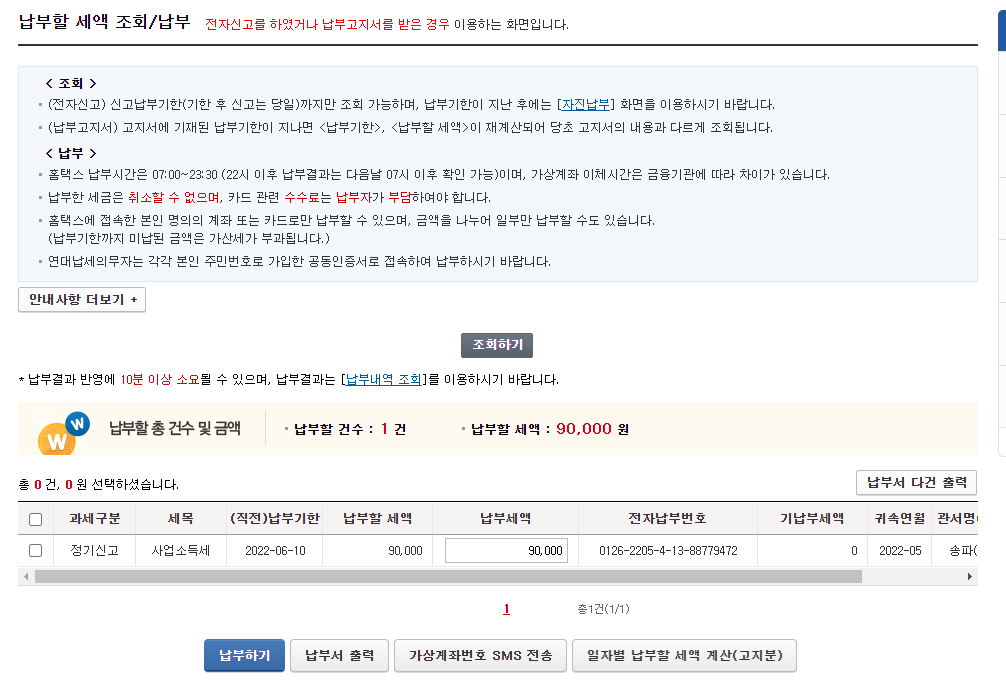 납부할 세액 조회/납부 전자신고를 하였거나 납부고지서를 받은 경우 이용하는 화면입니다.
< 조회 >
(전자신고) 신고납부기한(기한 후 신고는 당일)까지만 조회 가능하며, 납부기한이 지난 후에는 [자진납부] 화면을 이용하시기 바랍니다.
(납부고지서) 고지서에 기재된 납부기한이 지나면 <납부기한>, <납부할 세액>이 재계산되어 당초 고지서의 내용과 다르게 조회됩니다.
< 납부 >
홈택스 납부시간은 07:00~23:30 (22시 이후 납부결과는 다음날 07시 이후 확인 가능)이며, 가상계좌 이체시간은 금융기관에 따라 차이가 있습니다.
납부한 세금은 취소할 수 없으며, 카드 관련 수수료는 납부자가 부담하여야 합니다.
홈택스에 접속한 본인 명의의 계좌 또는 카드로만 납부할 수 있으며, 금액을 나누어 일부만 납부할 수도 있습니다.
(납부기한까지 미납된 금액은 가산세가 부과됩니다.)
연대납세의무자는 각각 본인 주민번호로 가입한 공동인증서로 접속하여 납부하시기 바랍니다.
안내사항 더보기 +
조회하기
* 납부결과 반영에 10분 이상 소요될 수 있으며, 납부결과는 [납부내역 조회]를 이용하시기 바랍니다.
W W 납부할 총 건수 및 금액 납부할 건수 : 1 건 납부할 세액 : 90,000 원
총 0 건, 0 원 선택하셨습니다. 납부서 다건 출력
과세구분 세목 (직전)납부기한 납부할 세액 납부세액 전자납부번호 기납부세액 귀속연월 관서명(
정기신고 사업소득세 2022-06-10 90,000 90,000 0126-2205-4-13-88779472 0 2022-05 송파(
1 총1건(1/1)
납부하기 납부서 출력 가상계좌번호 SMS 전송 일자별 납부할 세액 계산(고지분)